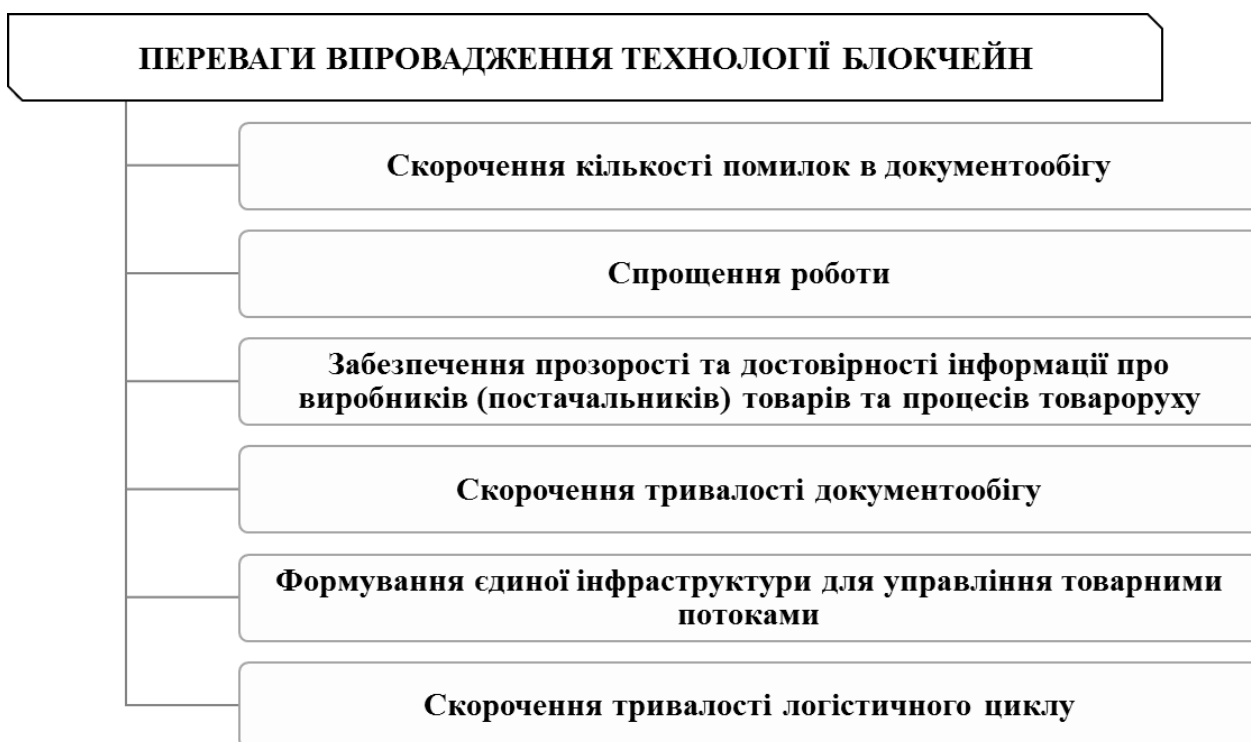 ПЕРЕВАГИ ВПРОВАДЖЕННЯ ТЕХНОЛОГІЇ БЛОКЧЕЙН
Скорочення кількості помилок в документообігу
Спрощення роботи
Забезпечення прозорості та достовірності інформації про
виробників (постачальників) товарів та процесів товароруху
Скорочення тривалості документообігу
Формування єдиної інфраструктури для управління товарними
потоками
Скорочення тривалості логістичного циклу